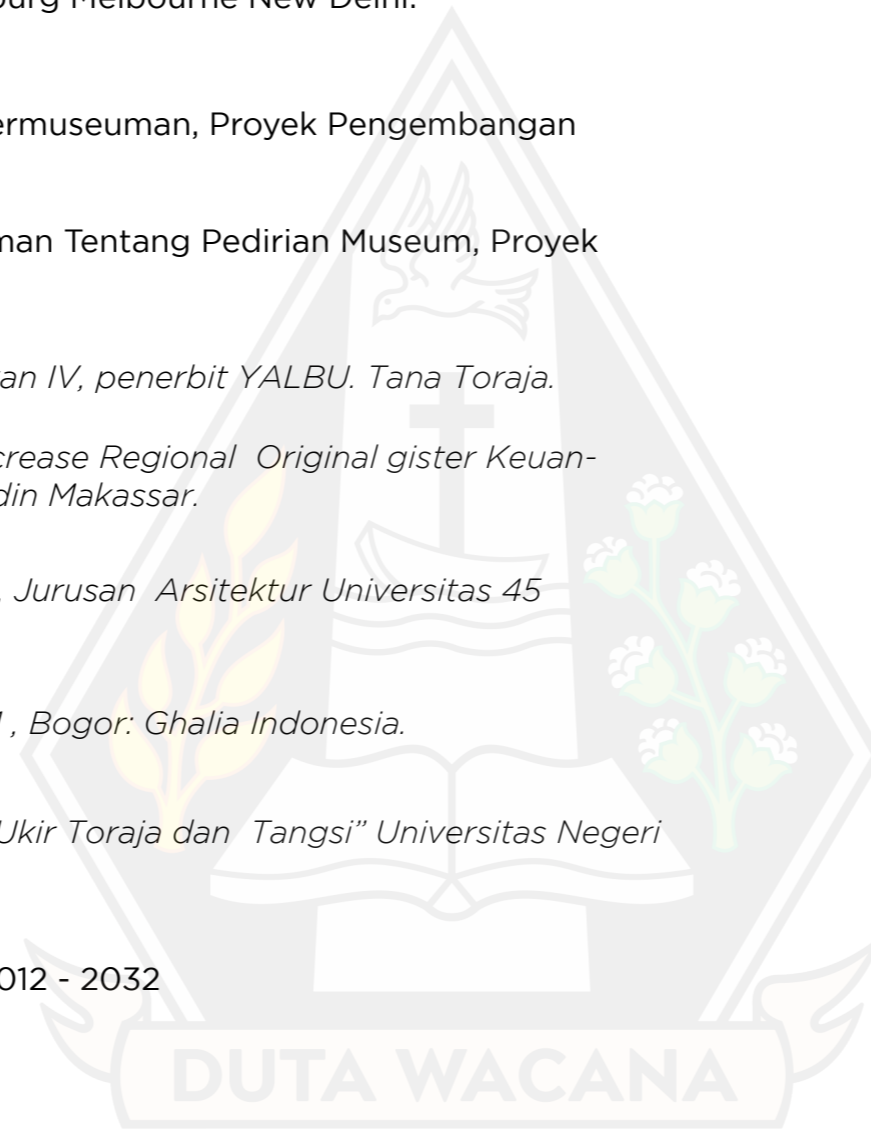 burg Melbourne New Delhi.
ermuseuman, Proyek Pengembangan
man Tentang Pedirian Museum, Proyek
an IV, penerbit YALBU. Tana Toraja.
crease Regional  Original gister Keuan-
din Makassar.
, Jurusan  Arsitektur Universitas 45
, Bogor: Ghalia Indonesia.
Ukir Toraja dan  Tangsi” Universitas Negeri
012 - 2032
DUTA WACANA